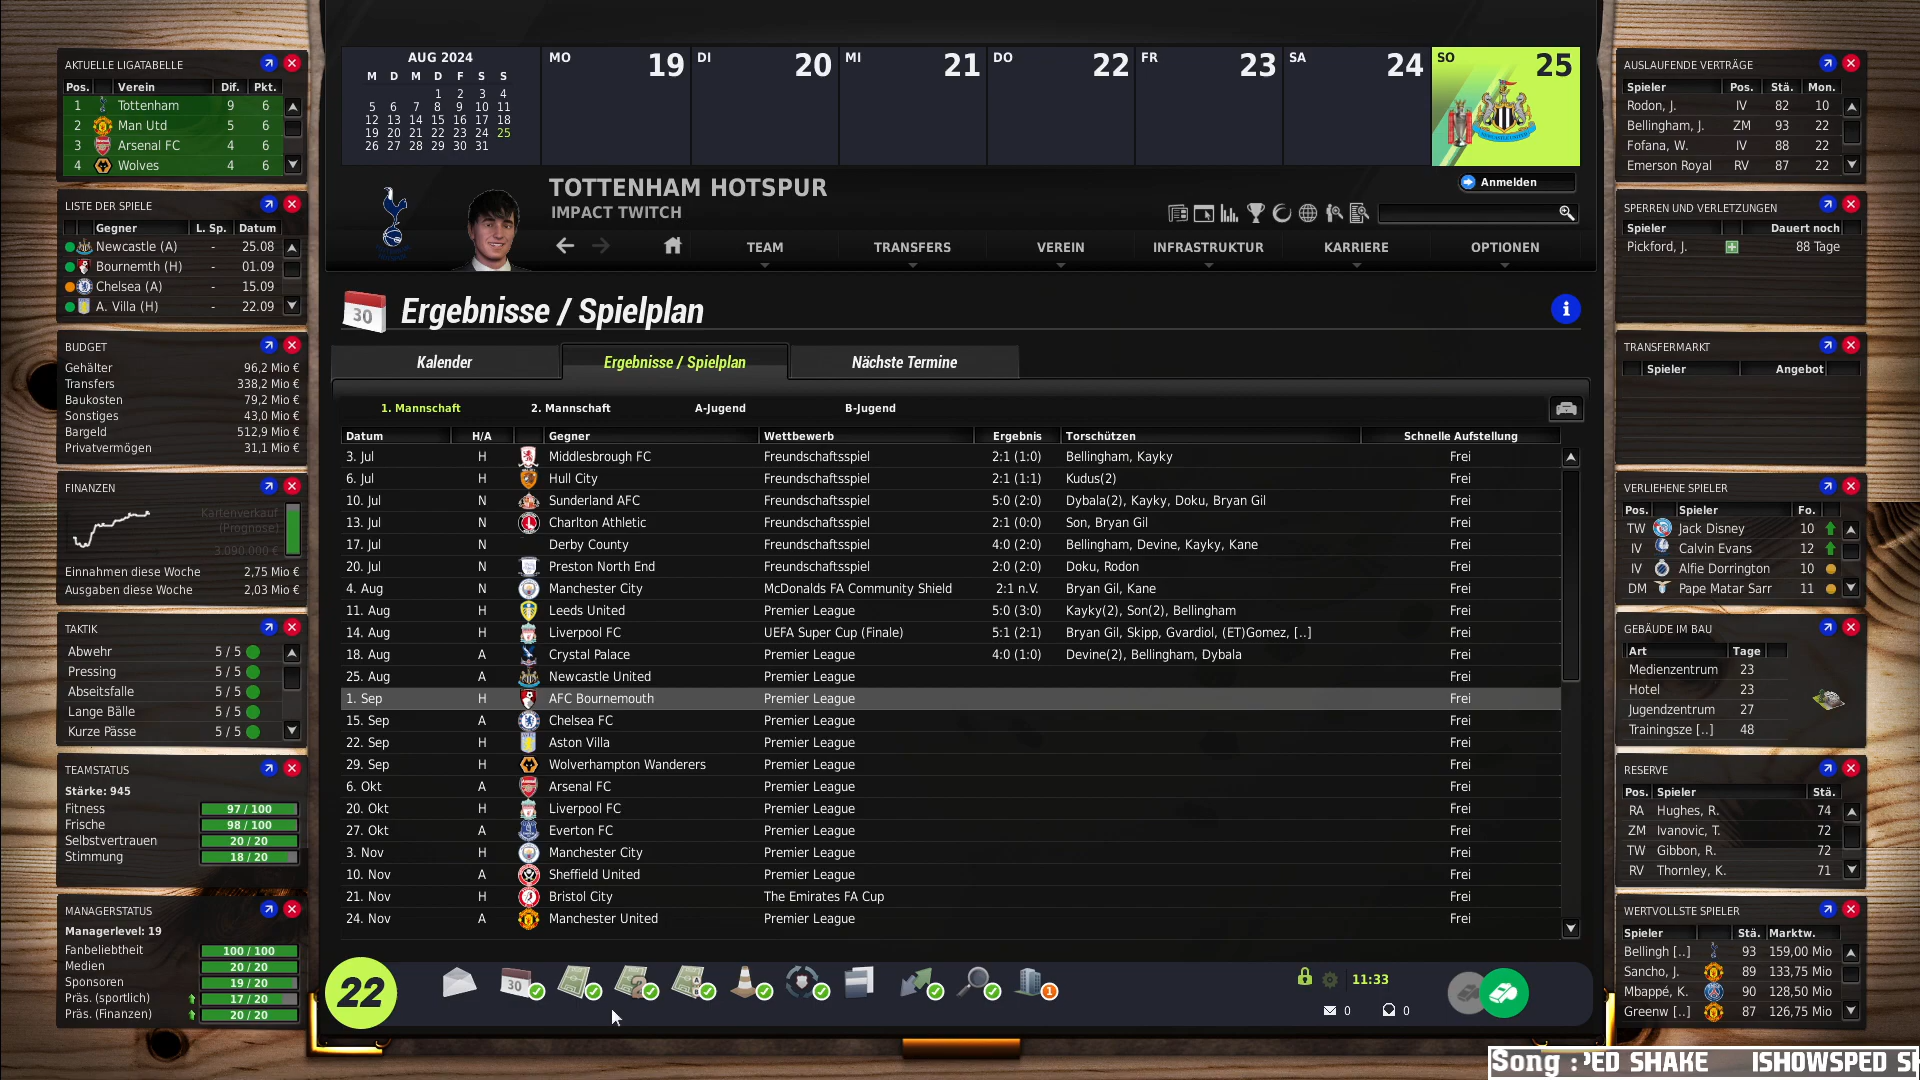 AKTUELLE LIGATABELLE
Pos. Verein Dif. Pkt.
1 Tottenham 9 6
2 Man Utd 5 6
3 Arsenal FC 4 6
4 Wolves 4 6
LISTE DER SPIELE
Gegner L. Sp. Datum
Newcastle (A) - 25.08
Bournemth (H) - 01.09
Chelsea (A) - 15.09
A. Villa (H) - 22.09
BUDGET
Gehälter 96,2 Mio €
Transfers 338,2 Mio €
Baukosten 79,2 Mio €
Sonstiges 43,0 Mio €
Bargeld 512,9 Mio €
Privatvermögen 31,1 Mio €
FINANZEN
Kartenverkauf
(Prognose)
3.090.000 €
Einnahmen diese Woche 2,75 Mio €
Ausgaben diese Woche 2,03 Mio €
TAKTIK
Abwehr 5 / 5
Pressing 5 / 5
Abseitsfalle 5 / 5
Lange Bälle 5 / 5
Kurze Pässe 5 / 5
TEAMSTATUS
Stärke: 945
Fitness 97 / 100
Frische 98 / 100
Selbstvertrauen 20 / 20
Stimmung 18 / 20
MANAGERSTATUS
Managerlevel: 19
Fanbeliebtheit 100 / 100
Medien 20 / 20
Sponsoren 19 / 20
Präs. (sportlich) 17 / 20
Präs. (Finanzen) 20 / 20
AUG 2024
M D M D F S S
1 2 3 4
5 6 7 8 9 10 11
12 13 14 15 16 17 18
19 20 21 22 23 24 25
26 27 28 29 30 31
MO 19 DI 20 MI 21 DO 22 FR 23 SA 24 SO 25
TOTTENHAM HOTSPUR
IMPACT TWITCH
Anmelden
TEAM TRANSFERS VEREIN INFRASTRUKTUR KARRIERE OPTIONEN
30 Ergebnisse / Spielplan
Kalender Ergebnisse / Spielplan Nächste Termine
1. Mannschaft 2. Mannschaft A-Jugend B-Jugend
Datum H/A Gegner Wettbewerb Ergebnis Torschützen Schnelle Aufstellung
3. Jul H Middlesbrough FC Freundschaftsspiel 2:1 (1:0) Bellingham, Kayky Frei
6. Jul H Hull City Freundschaftsspiel 2:1 (1:1) Kudus(2) Frei
10. Jul N Sunderland AFC Freundschaftsspiel 5:0 (2:0) Dybala(2), Kayky, Doku, Bryan Gil Frei
13. Jul N Charlton Athletic Freundschaftsspiel 2:1 (0:0) Son, Bryan Gil Frei
17. Jul N Derby County Freundschaftsspiel 4:0 (2:0) Bellingham, Devine, Kayky, Kane Frei
20. Jul N Preston North End Freundschaftsspiel 2:0 (2:0) Doku, Rodon Frei
4. Aug N Manchester City McDonalds FA Community Shield 2:1 n.V. Bryan Gil, Kane Frei
11. Aug H Leeds United Premier League 5:0 (3:0) Kayky(2), Son(2), Bellingham Frei
14. Aug H Liverpool FC UEFA Super Cup (Finale) 5:1 (2:1) Bryan Gil, Skipp, Gvardiol, (ET)Gomez, [..] Frei
18. Aug A Crystal Palace Premier League 4:0 (1:0) Devine(2), Bellingham, Dybala Frei
25. Aug A Newcastle United Premier League Frei
1. Sep H AFC Bournemouth Premier League Frei
15. Sep A Chelsea FC Premier League Frei
22. Sep H Aston Villa Premier League Frei
29. Sep H Wolverhampton Wanderers Premier League Frei
6. Okt A Arsenal FC Premier League Frei
20. Okt H Liverpool FC Premier League Frei
27. Okt A Everton FC Premier League Frei
3. Nov H Manchester City Premier League Frei
10. Nov A Sheffield United Premier League Frei
21. Nov H Bristol City The Emirates FA Cup Frei
24. Nov A Manchester United Premier League Frei
22 30 1 11:33
0 0
AUSLAUFENDE VERTRÄGE
Spieler Pos. Stä. Mon.
Rodon, J. IV 82 10
Bellingham, J. ZM 93 22
Fofana, W. IV 88 22
Emerson Royal RV 87 22
SPERREN UND VERLETZUNGEN
Spieler Dauert noch
Pickford, J. 88 Tage
TRANSFERMARKT
Spieler Angebot
VERLIEHENE SPIELER
Pos. Spieler Fo.
TW Jack Disney 10
IV Calvin Evans 12
IV Alfie Dorrington 10
DM Pape Matar Sarr 11
GEBÄUDE IM BAU
Art Tage
Medienzentrum 23
Hotel 23
Jugendzentrum 27
Trainingsze [..] 48
RESERVE
Pos. Spieler Stä.
RA Hughes, R. 74
ZM Ivanovic, T. 72
TW Gibbon, R. 72
RV Thornley, K. 71
WERTVOLLSTE SPIELER
Spieler Stä. Marktw.
Bellingh [..] 93 159,00 Mio
Sancho, J. 89 133,75 Mio
Mbappé, K. 90 128,50 Mio
Greenw [..] 87 126,75 Mio
Song : PED SHAKE ISHOWSPED S